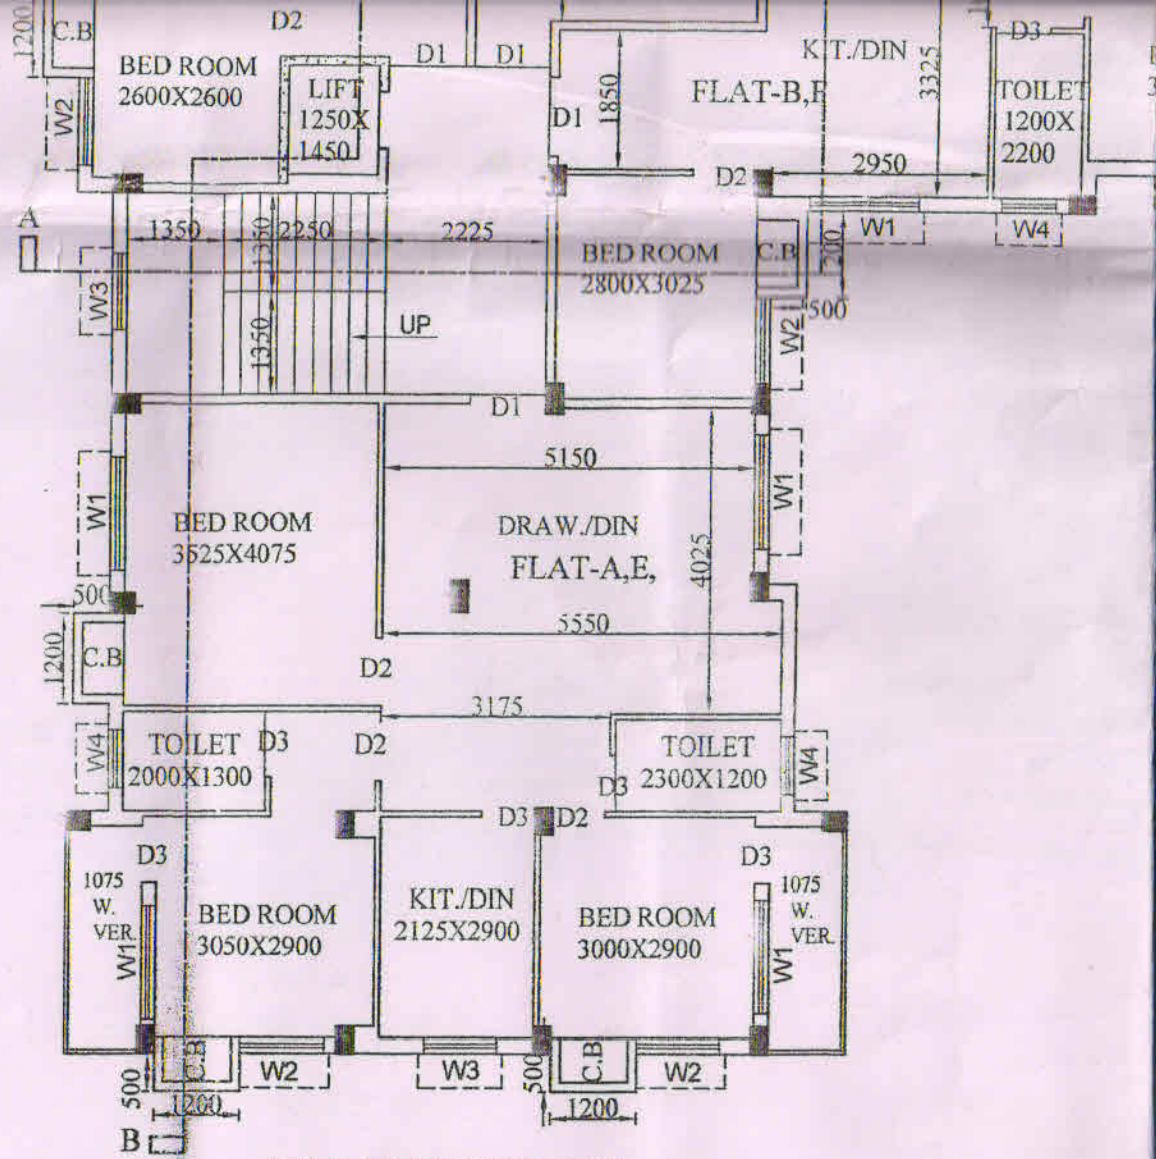 1200
C.B
D2
D1
D1
KIT./DIN
D3
BED ROOM
2600X2600
LIFT
1250X
1450
1850
FLAT-B,F
3325
TOILET
1200X
2200
W2
D1
D2
2950
A
1350
1350
2250
2225
BED ROOM
2800X3025
C.B
W1
1200
W4
500
W3
1350
UP
W2
D1
5150
W1
BED ROOM
3525X4075
DRAW./DIN
FLAT-A,E,
4025
W1
500
5550
1200
C.B
D2
3175
W4
TOILET
2000X1300
D3
D2
TOILET
2300X1200
D3
W4
D3
D2
D3
D3
1075
W.
VER.
W1
BED ROOM
3050X2900
KIT./DIN
2125X2900
BED ROOM
3000X2900
1075
W.
VER.
W1
500
C.B
W2
W3
500
C.B
W2
1200
1200
B